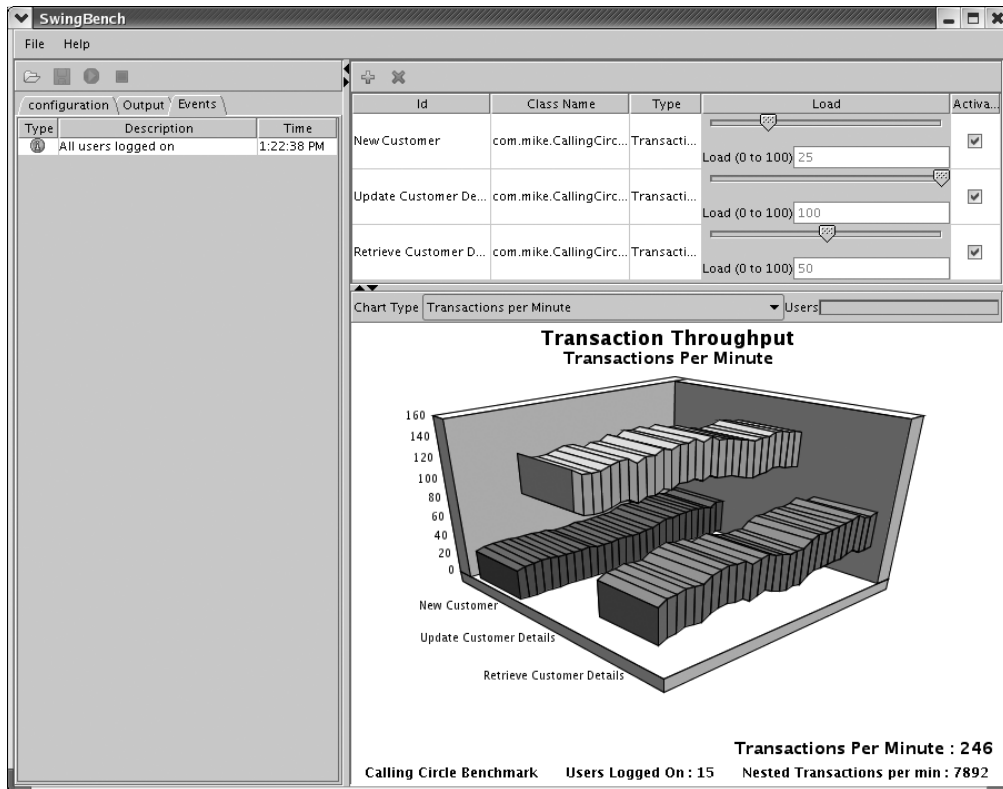 SwingBench
File Help
configuration Output Events
Type Description Time
All users logged on 1:22:38 PM
Id Class Name Type Load Activa...
New Customer com.mike.CallingCirc... Transacti...
Load (0 to 100) 25
Update Customer De... com.mike.CallingCirc... Transacti...
Load (0 to 100) 100
Retrieve Customer D... com.mike.CallingCirc... Transacti...
Load (0 to 100) 50
Chart Type Transactions per Minute Users
Transaction Throughput
Transactions Per Minute
160
140
120
100
80
60
40
20
0
New Customer
Update Customer Details
Retrieve Customer Details
Transactions Per Minute : 246
Calling Circle Benchmark Users Logged On : 15 Nested Transactions per min : 7892